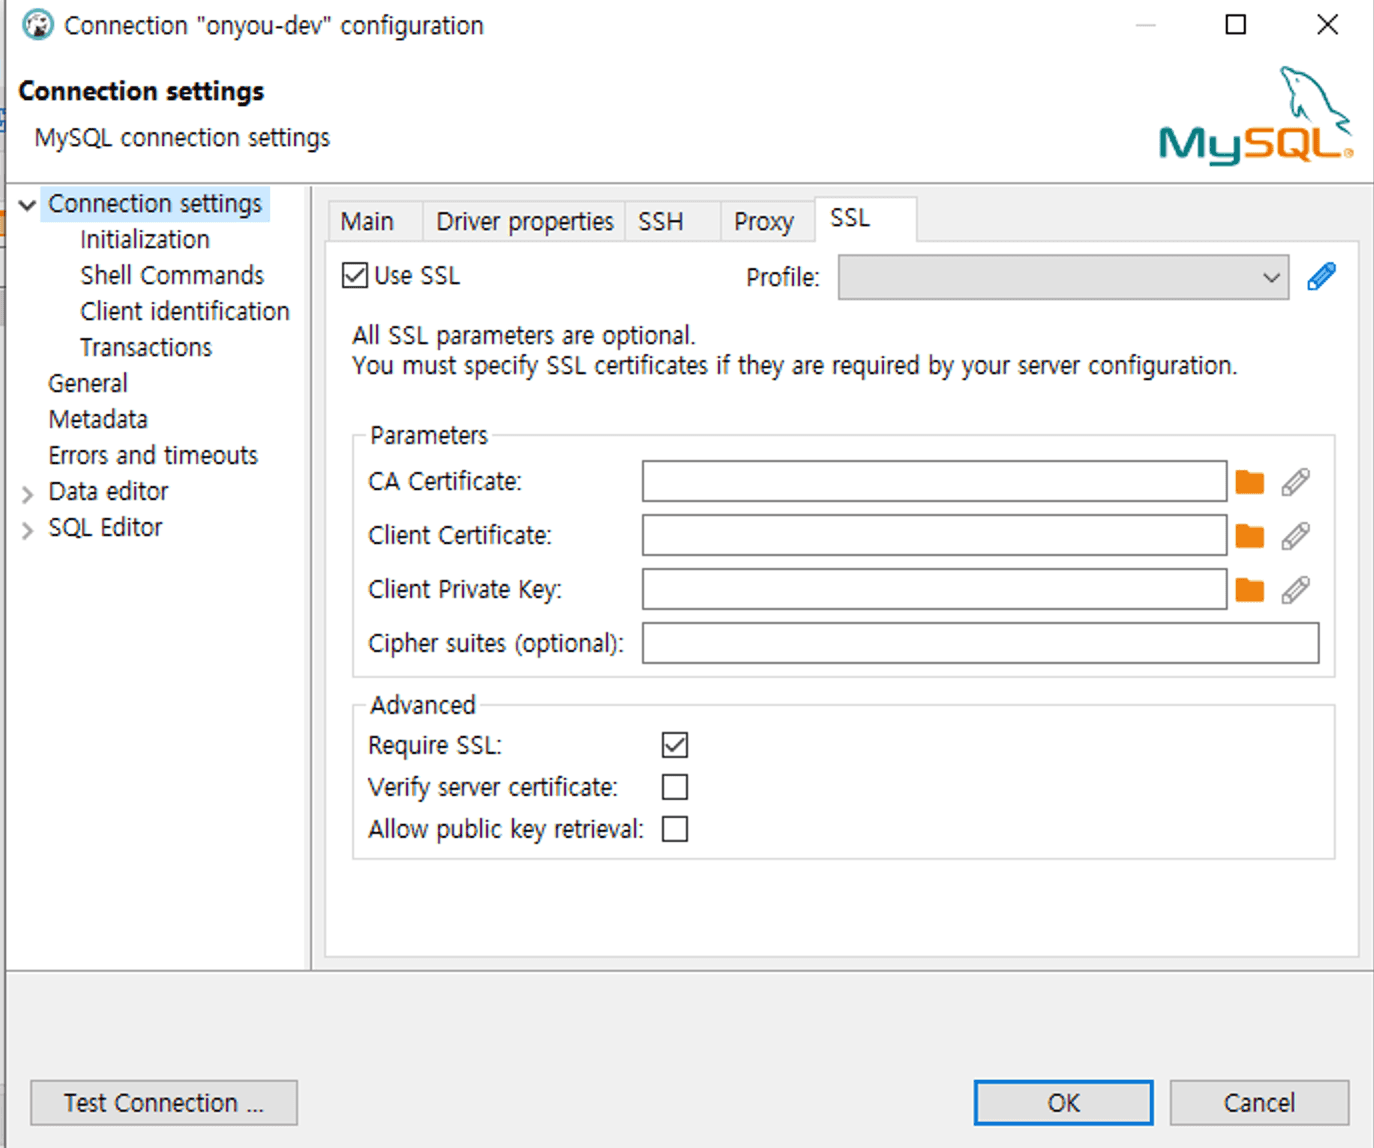 Connection "onyou-dev" configuration
Connection settings
MySQL connection settings
MySQL®
Connection settings
Initialization
Shell Commands
Client identification
Transactions
General
Metadata
Errors and timeouts
Data editor
SQL Editor
Main Driver properties SSH Proxy SSL
Use SSL Profile:
All SSL parameters are optional.
You must specify SSL certificates if they are required by your server configuration.
Parameters
CA Certificate:
Client Certificate:
Client Private Key:
Cipher suites (optional):
Advanced
Require SSL:
Verify server certificate:
Allow public key retrieval:
Test Connection ... OK Cancel